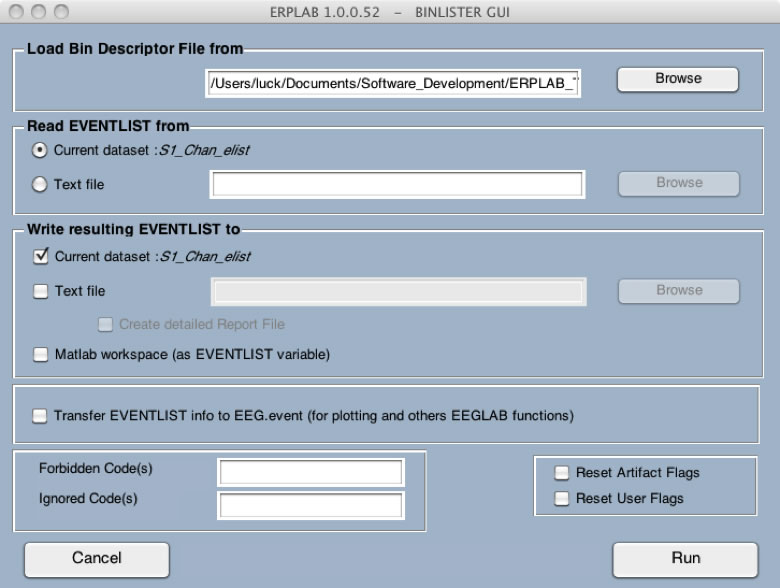 ERPLAB 1.0.0.52 - BINLISTER GUI
Load Bin Descriptor File from
/Users/luck/Documents/Software_Development/ERPLAB_
Browse
Read EVENTLIST from
Current dataset :S1_Chan_elist
Text file
Browse
Write resulting EVENTLIST to
Current dataset :S1_Chan_elist
Text file
Browse
Create detailed Report File
Matlab workspace (as EVENTLIST variable)
Transfer EVENTLIST info to EEG.event (for plotting and others EEGLAB functions)
Forbidden Code(s)
Ignored Code(s)
Reset Artifact Flags
Reset User Flags
Cancel
Run